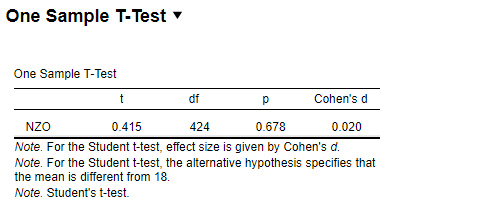 One Sample T-Test ▼
One Sample T-Test
t df p Cohen's d
NZO 0.415 424 0.678 0.020
Note. For the Student t-test, effect size is given by Cohen's d.
Note. For the Student t-test, the alternative hypothesis specifies that
the mean is different from 18.
Note. Student's t-test.